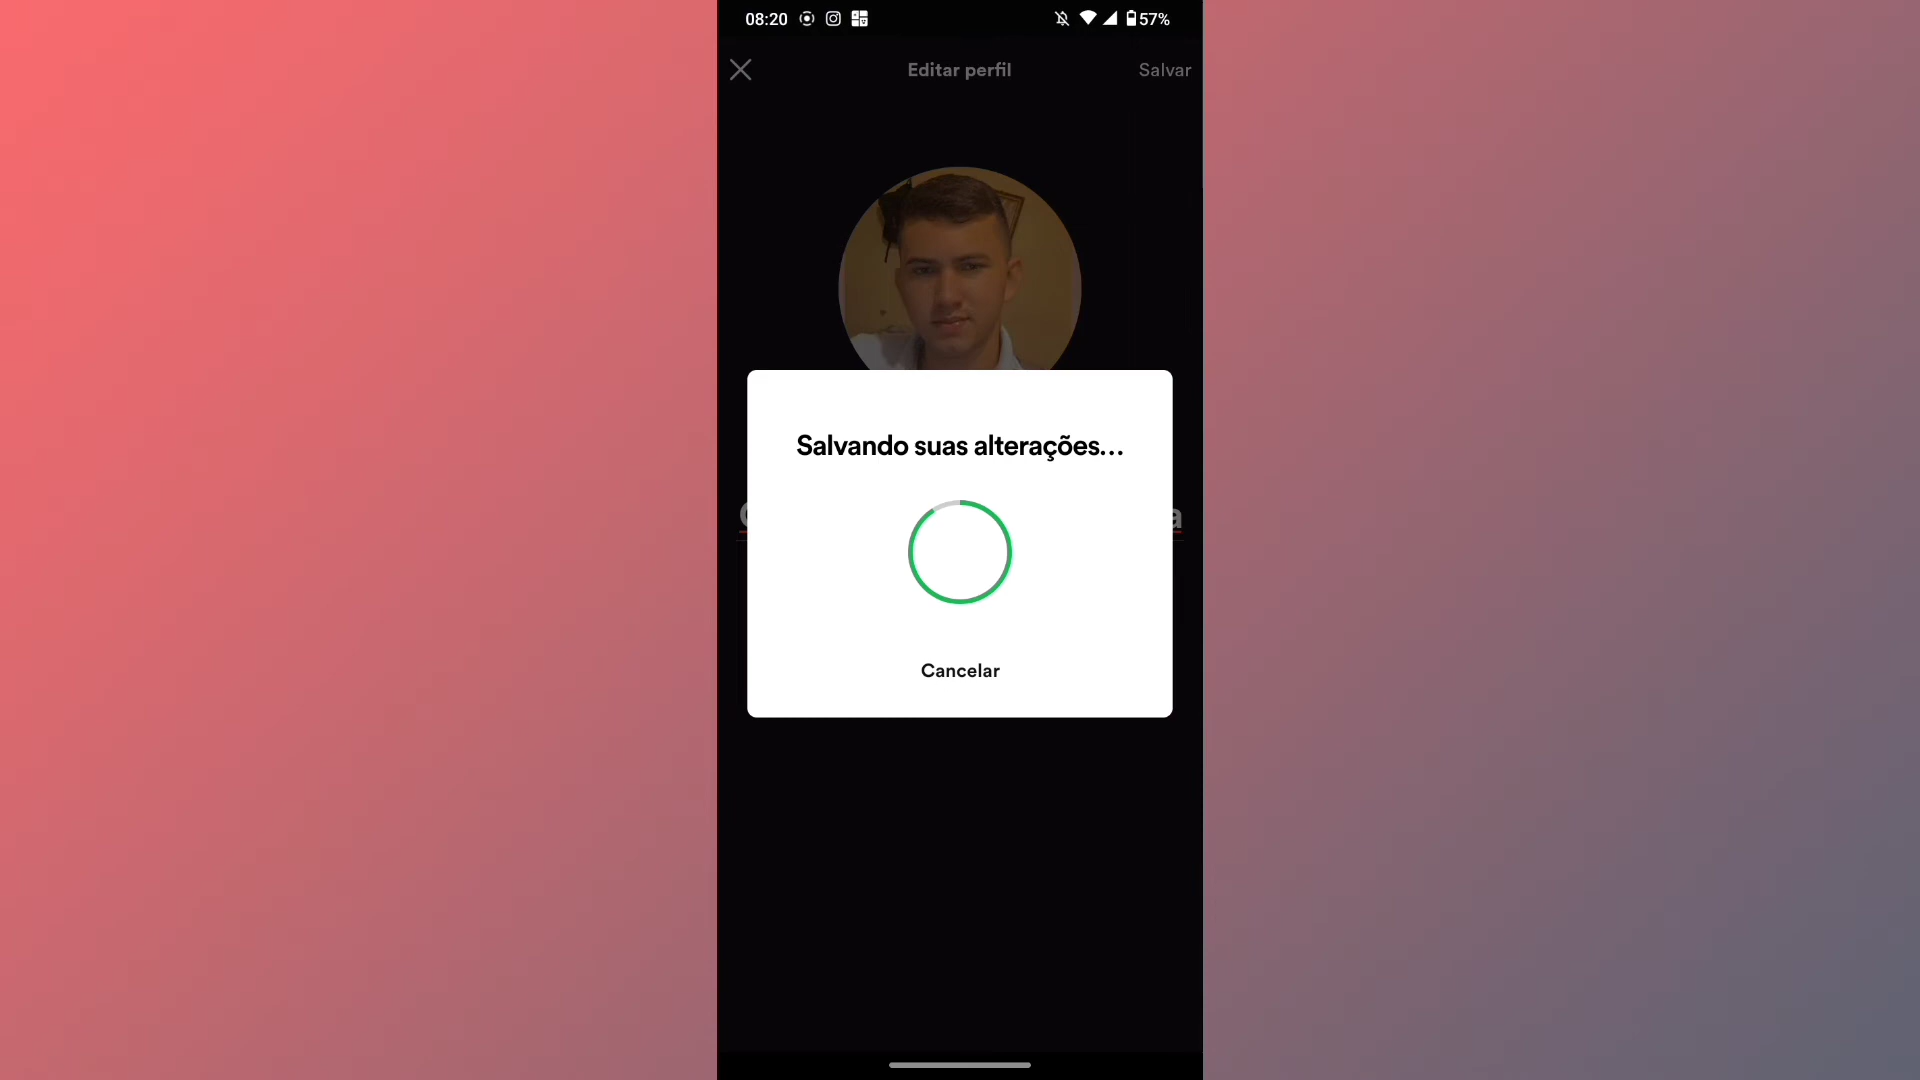 08:20
57%
Editar perfil
Salvar
Salvando suas alterações...
Cancelar